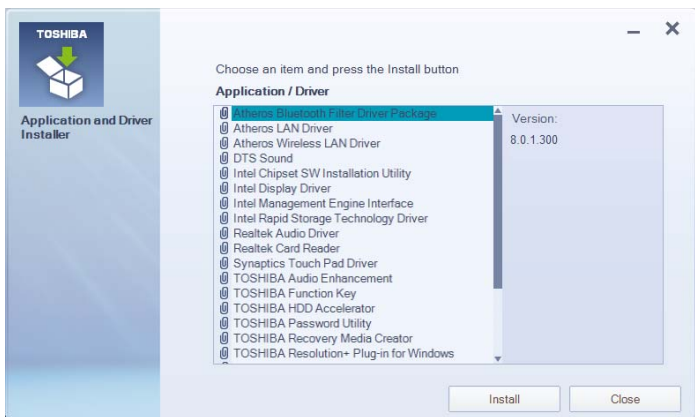 TOSHIBA
Application and Driver
Installer
Choose an item and press the Install button
Application / Driver
Atheros Bluetooth Filter Driver Package
Atheros LAN Driver
Atheros Wireless LAN Driver
DTS Sound
Intel Chipset SW Installation Utility
Intel Display Driver
Intel Management Engine Interface
Intel Rapid Storage Technology Driver
Realtek Audio Driver
Realtek Card Reader
Synaptics Touch Pad Driver
TOSHIBA Audio Enhancement
TOSHIBA Function Key
TOSHIBA HDD Accelerator
TOSHIBA Password Utility
TOSHIBA Recovery Media Creator
TOSHIBA Resolution+ Plug-in for Windows
Version:
8.0.1.300
Install
Close